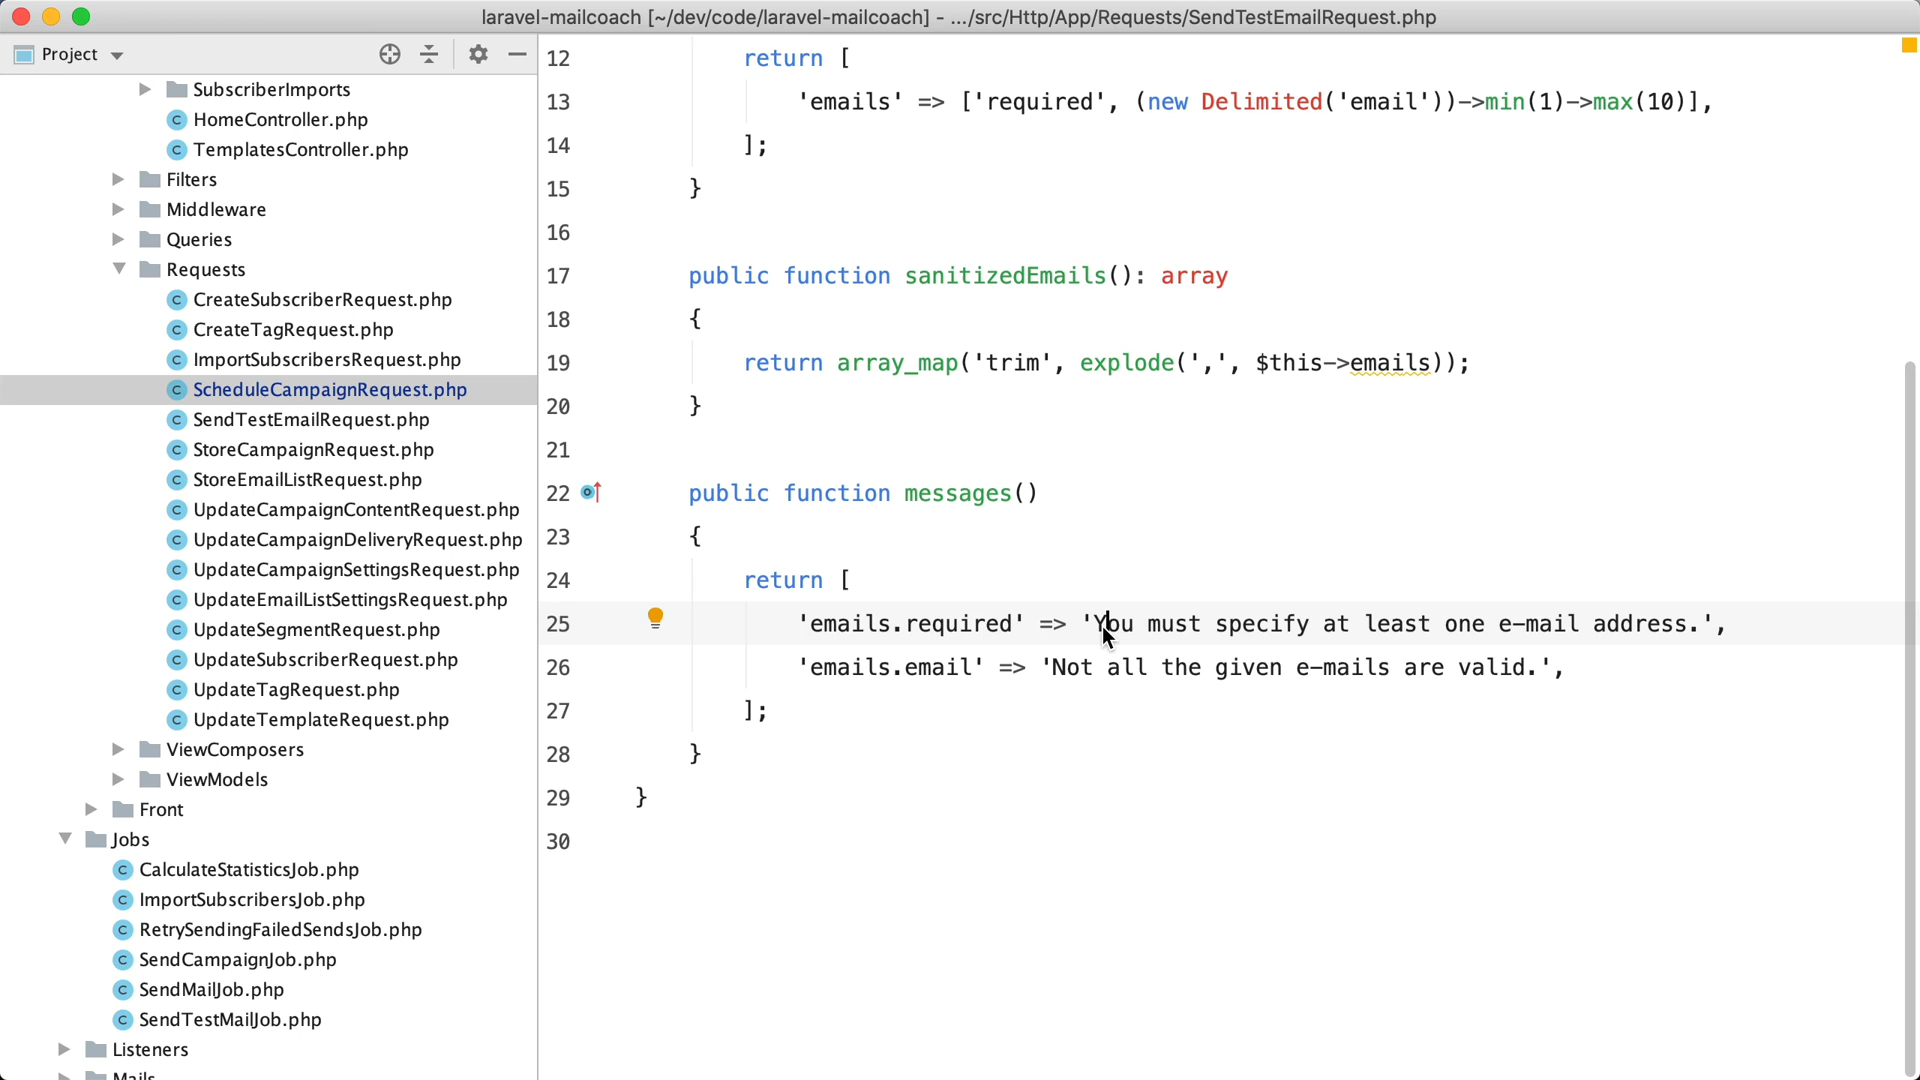 laravel-mailcoach [~/dev/code/laravel-mailcoach] - .../src/Http/App/Requests/SendTestEmailRequest.php
Project
SubscriberImports
HomeController.php
TemplatesController.php
Filters
Middleware
Queries
Requests
CreateSubscriberRequest.php
CreateTagRequest.php
ImportSubscribersRequest.php
ScheduleCampaignRequest.php
SendTestEmailRequest.php
StoreCampaignRequest.php
StoreEmailListRequest.php
UpdateCampaignContentRequest.php
UpdateCampaignDeliveryRequest.php
UpdateCampaignSettingsRequest.php
UpdateEmailListSettingsRequest.php
UpdateSegmentRequest.php
UpdateSubscriberRequest.php
UpdateTagRequest.php
UpdateTemplateRequest.php
ViewComposers
ViewModels
Front
Jobs
CalculateStatisticsJob.php
ImportSubscribersJob.php
RetrySendingFailedSendsJob.php
SendCampaignJob.php
SendMailJob.php
SendTestMailJob.php
Listeners
Mails
12 return [
13 'emails' => ['required', (new Delimited('email'))->min(1)->max(10)],
14 ];
15 }
16
17 public function sanitizedEmails(): array
18 {
19 return array_map('trim', explode(',', $this->emails));
20 }
21
22 public function messages()
23 {
24 return [
25 'emails.required' => 'You must specify at least one e-mail address.',
26 'emails.email' => 'Not all the given e-mails are valid.',
27 ];
28 }
29 }
30